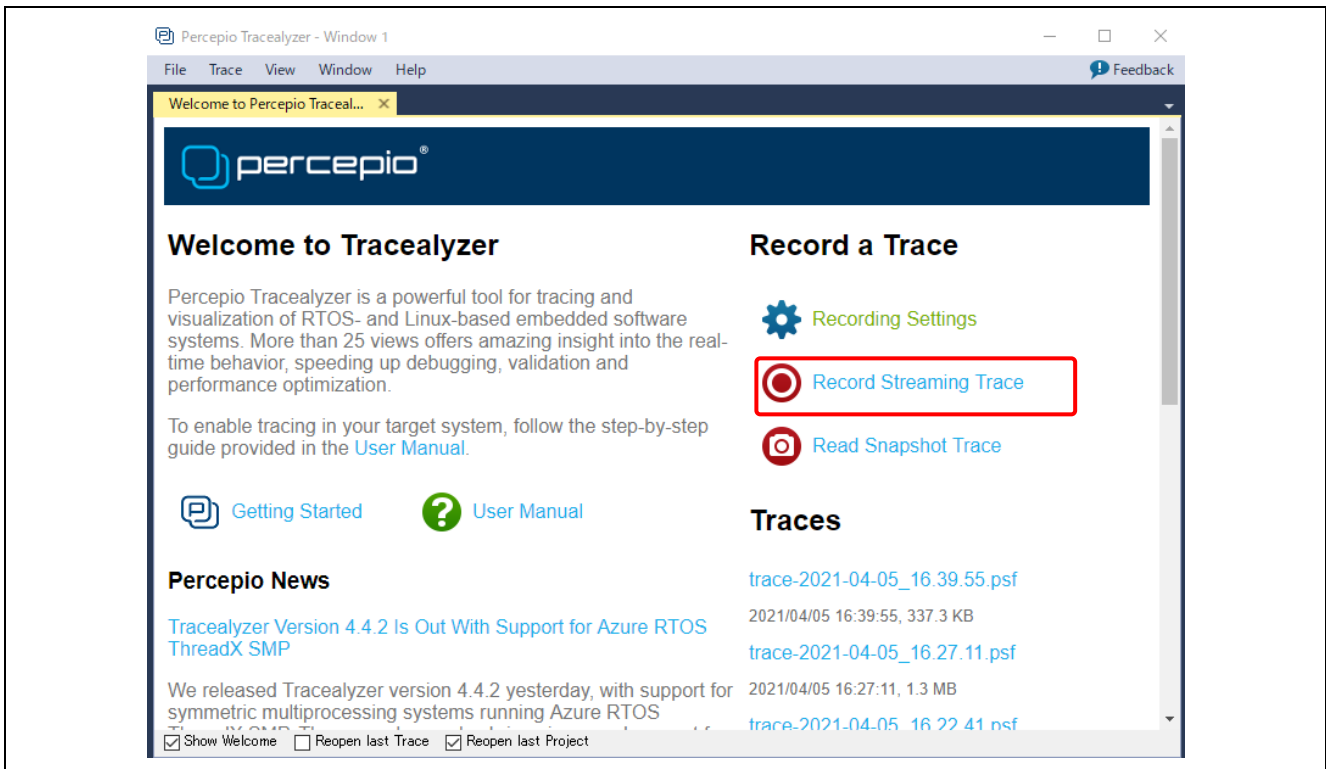 Percepio Tracealyzer - Window 1
File Trace View Window Help Feedback
Welcome to Percepio Traceal...
percepio®
Welcome to Tracealyzer
Percepio Tracealyzer is a powerful tool for tracing and
visualization of RTOS- and Linux-based embedded software
systems. More than 25 views offers amazing insight into the real-
time behavior, speeding up debugging, validation and
performance optimization.
To enable tracing in your target system, follow the step-by-step
guide provided in the User Manual.
Getting Started
User Manual
Percepio News
Tracealyzer Version 4.4.2 Is Out With Support for Azure RTOS
ThreadX SMP
We released Tracealyzer version 4.4.2 yesterday, with support for
symmetric multiprocessing systems running Azure RTOS
Record a Trace
Recording Settings
Record Streaming Trace
Read Snapshot Trace
Traces
trace-2021-04-05_16.39.55.psf
2021/04/05 16:39:55, 337.3 KB
trace-2021-04-05_16.27.11.psf
2021/04/05 16:27:11, 1.3 MB
trace-2021-04-05_16.22.41.psf
Show Welcome Reopen last Trace Reopen last Project